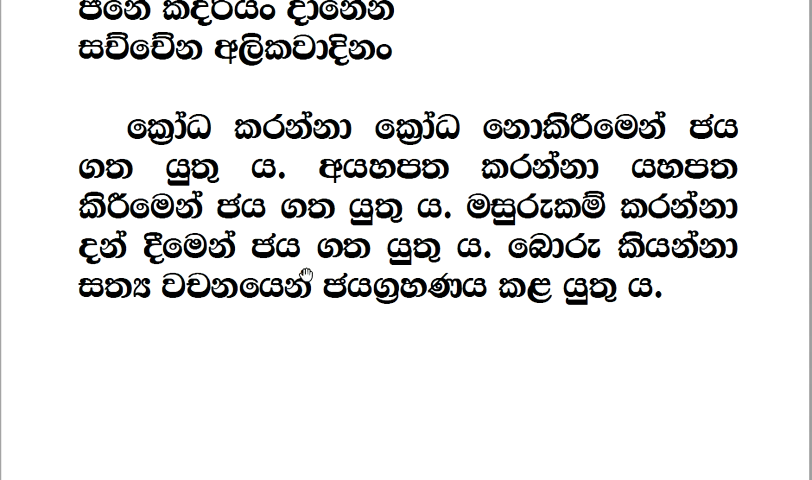 ජිනෙ කදරියං දානෙන
සච්චේන අලිකවාදිනං
ක්‍රෝධ කරන්නා ක්‍රෝධ නොකිරීමෙන් ජය
ගත යුතු ය. අයහපත කරන්නා යහපත
කිරීමෙන් ජය ගත යුතු ය. මසුරුකම් කරන්නා
දන් දීමෙන් ජය ගත යුතු ය. බොරු කියන්නා
සත්‍ය වචනයෙන් ජයග්‍රහණය කළ යුතු ය.